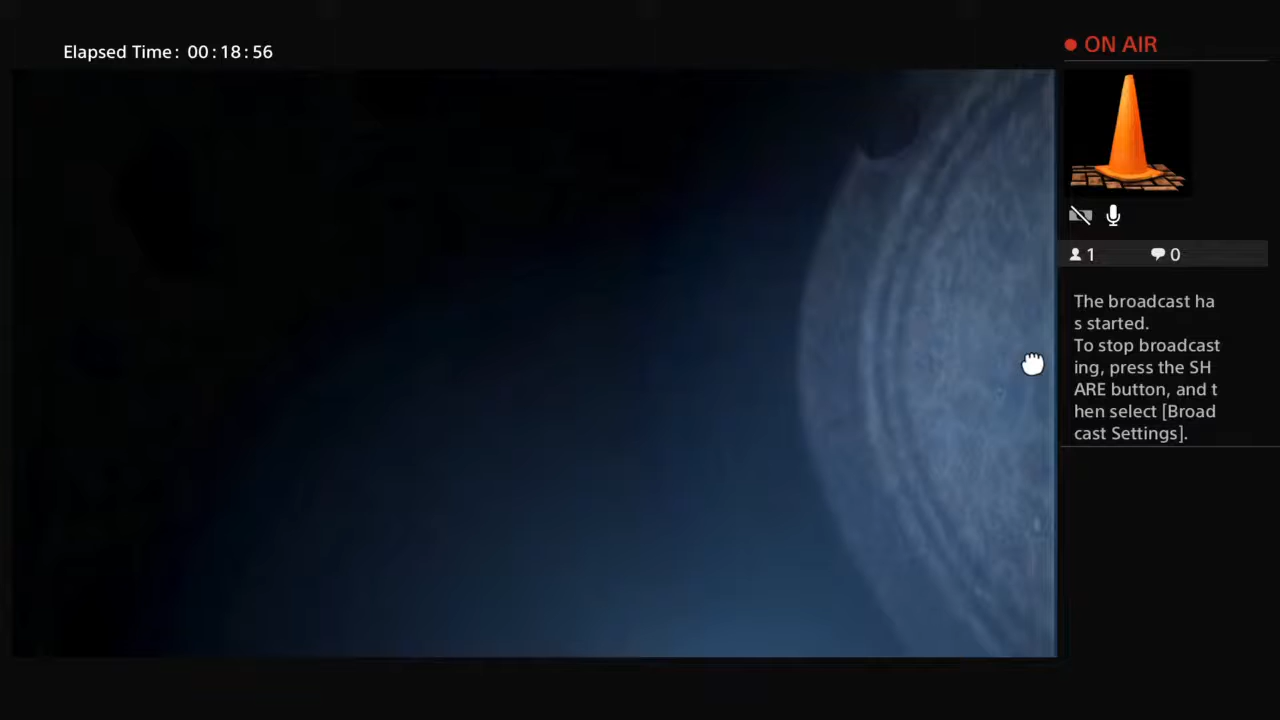 Elapsed Time: 00:18:56
ON AIR
1 0
The broadcast ha
s started.
To stop broadcast
ing, press the SH
ARE button, and t
hen select [Broad
cast Settings].